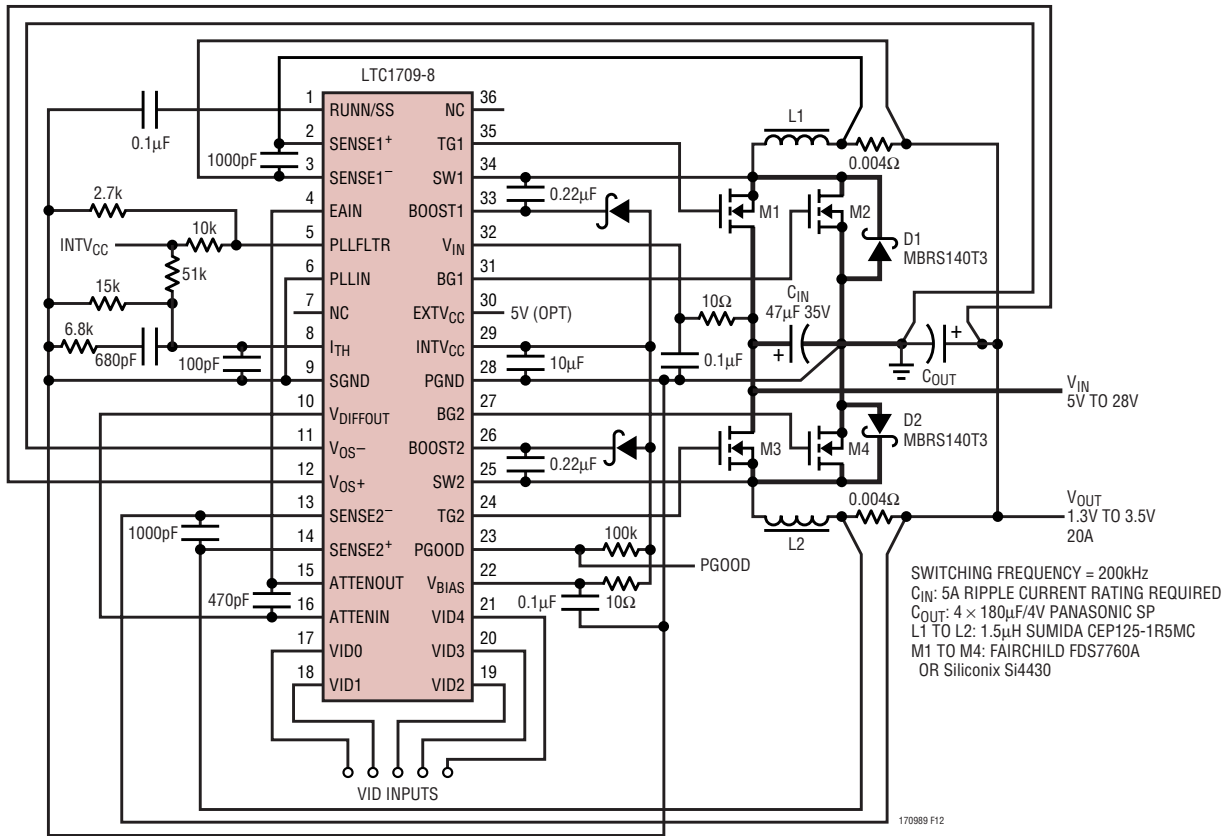 LTC1709-8
1 RUNN/SS
2 SENSE1+
3 SENSE1−
4 EAIN
5 PLLFLTR
6 PLLIN
7 NC
8 ITH
9 SGND
10 VDIFFOUT
11 VOS−
12 VOS+
13 SENSE2−
14 SENSE2+
15 ATTENOUT
16 ATTENIN
17 VID0
18 VID1
36 NC
35 TG1
34 SW1
33 BOOST1
32 VIN
31 BG1
30 EXTVCC
29 INTVCC
28 PGND
27 BG2
26 BOOST2
25 SW2
24 TG2
23 PGOOD
22 VBIAS
21 VID4
20 VID3
19 VID2
0.1µF
1000pF
2.7k
10k
INTVCC
51k
15k
6.8k
680pF
100pF
1000pF
470pF
VID INPUTS
0.22µF
5V (OPT)
10µF
0.22µF
100k
PGOOD
10Ω
0.1µF
10Ω
0.1µF
L1
0.004Ω
M1
M2
D1
MBRS140T3
CIN
47µF 35V
+
+
COUT
VIN
5V TO 28V
D2
MBRS140T3
M3
M4
0.004Ω
L2
VOUT
1.3V TO 3.5V
20A
SWITCHING FREQUENCY = 200kHz
CIN: 5A RIPPLE CURRENT RATING REQUIRED
COUT: 4 × 180µF/4V PANASONIC SP
L1 TO L2: 1.5µH SUMIDA CEP125-1R5MC
M1 TO M4: FAIRCHILD FDS7760A
OR Siliconix Si4430
170989 F12